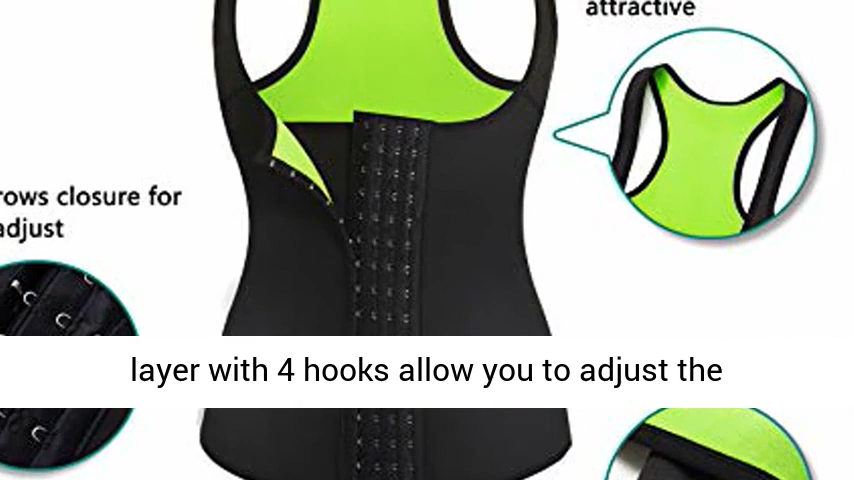 attractive
rows closure for
adjust
layer with 4 hooks allow you to adjust the